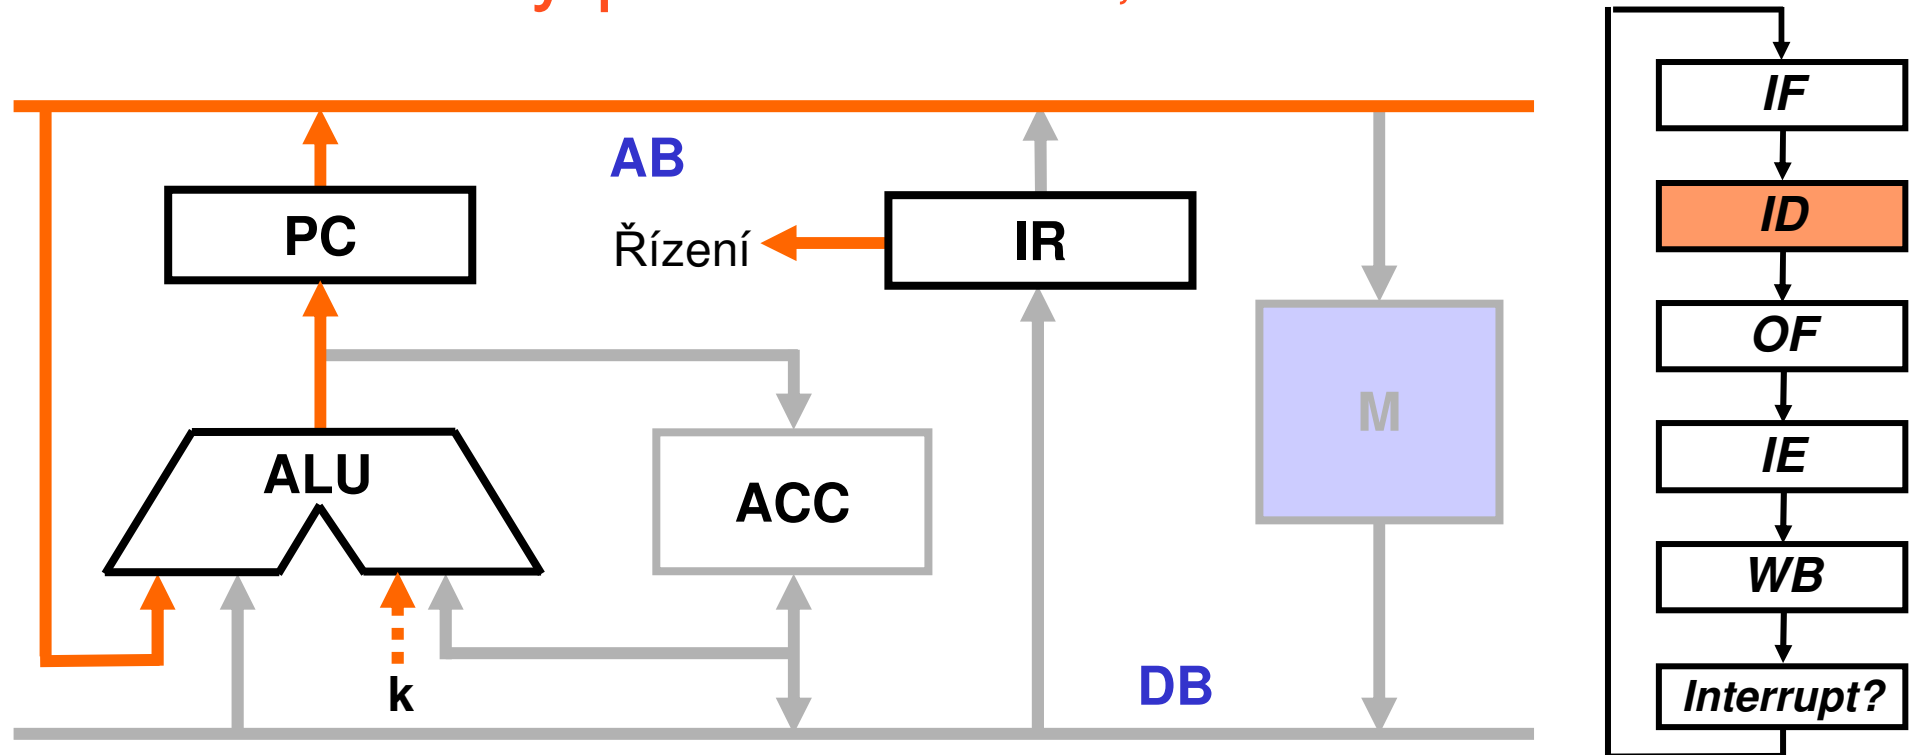 AB
PC
Řízení
IR
M
ALU
ACC
k
DB
IF
ID
OF
IE
WB
Interrupt?